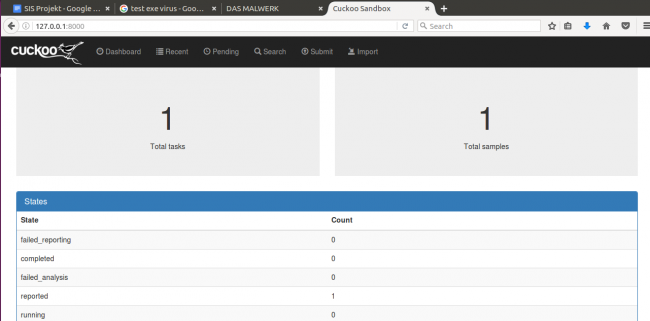 SIS Projekt - Google ... × test exe virus - Goo... × DAS MALWERK × Cuckoo Sandbox × +
127.0.0.1:8000 Search
cuckoo Dashboard Recent Pending Search Submit Import
1
Total tasks
1
Total samples
States
State Count
failed_reporting 0
completed 0
failed_analysis 0
reported 1
running 0